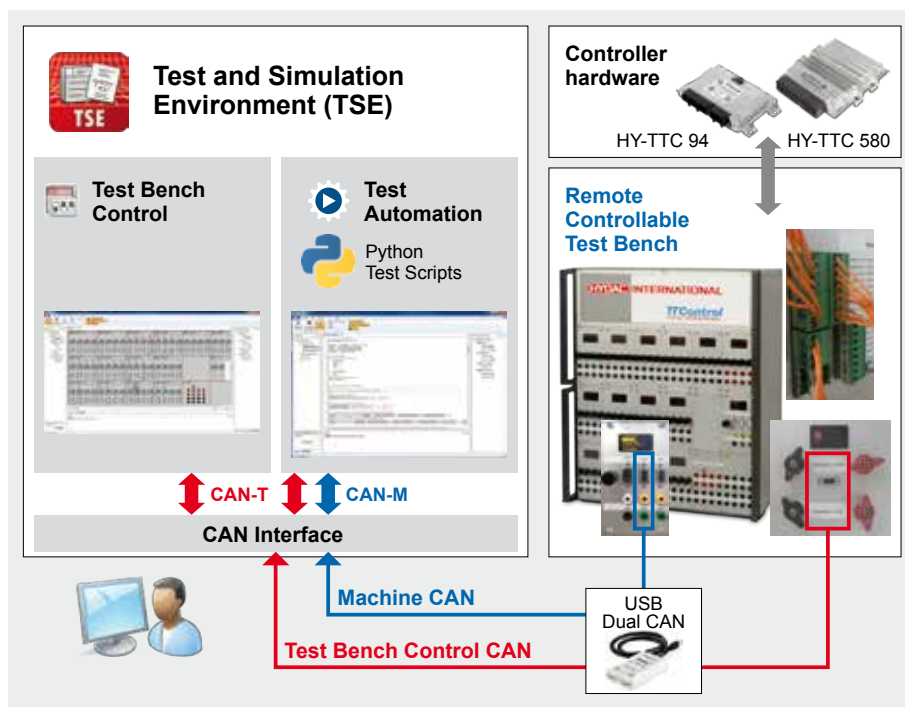 TSE
Test and Simulation
Environment (TSE)
Test Bench
Control
Test
Automation
Python
Test Scripts
CAN-T
CAN-M
CAN Interface
Controller
hardware
HY-TTC 94
HY-TTC 580
Remote
Controllable
Test Bench
HYDAC INTERNATIONAL
TTControl
Machine CAN
Test Bench Control CAN
USB
Dual CAN